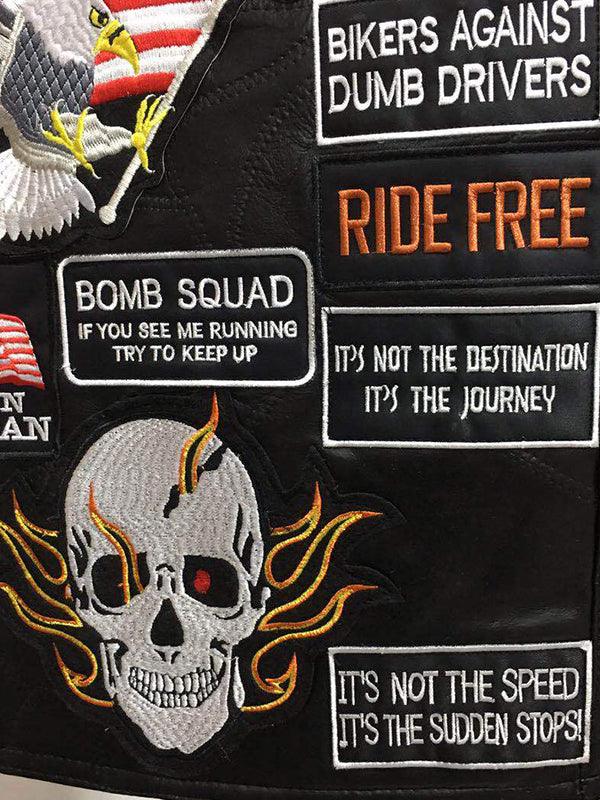 BIKERS AGAINST
DUMB DRIVERS
RIDE FREE
BOMB SQUAD
IF YOU SEE ME RUNNING
TRY TO KEEP UP
IT'S NOT THE DESTINATION
IT'S THE JOURNEY
N
AN
IT'S NOT THE SPEED
IT'S THE SUDDEN STOPS!